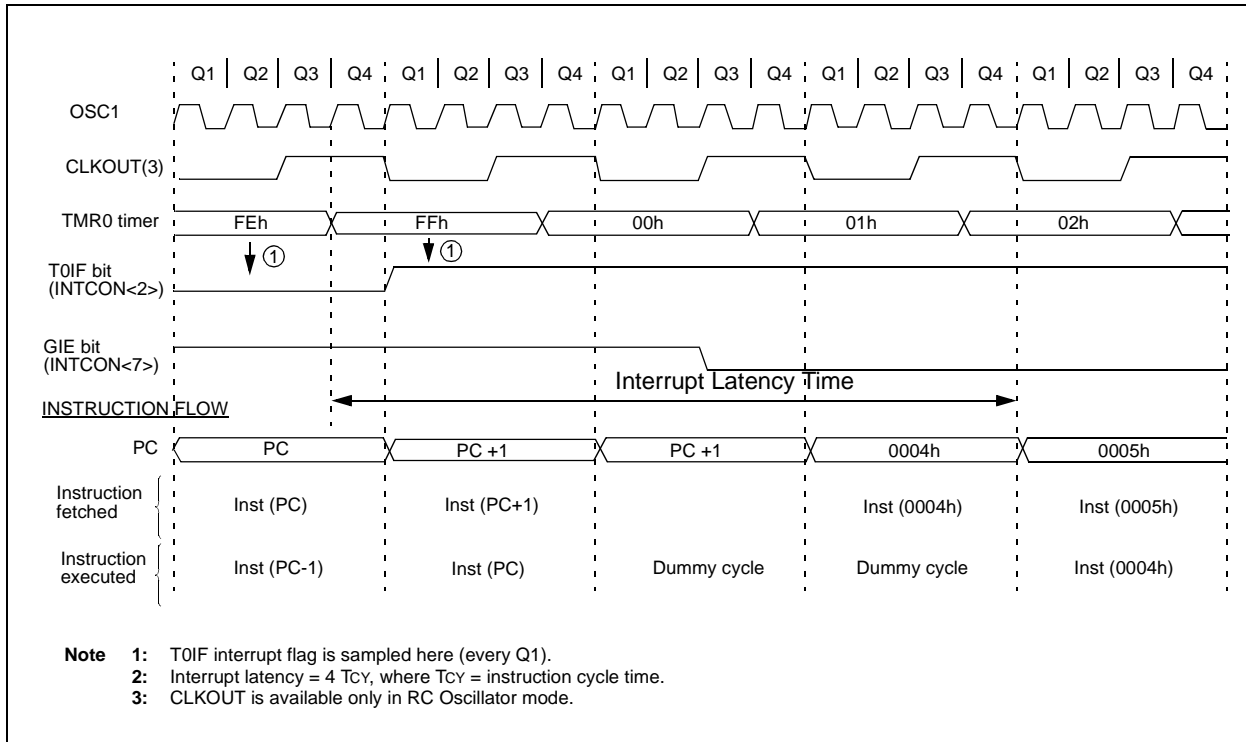 Q1 Q2 Q3 Q4 Q1 Q2 Q3 Q4 Q1 Q2 Q3 Q4 Q1 Q2 Q3 Q4 Q1 Q2 Q3 Q4
OSC1
CLKOUT(3)
TMR0 timer FEh FFh 00h 01h 02h
1 1
T0IF bit
(INTCON<2>)
GIE bit
(INTCON<7>)
Interrupt Latency Time
INSTRUCTION FLOW
PC PC PC +1 PC +1 0004h 0005h
Instruction
fetched
Inst (PC) Inst (PC+1) Inst (0004h) Inst (0005h)
Instruction
executed
Inst (PC-1) Inst (PC) Dummy cycle Dummy cycle Inst (0004h)
Note 1: T0IF interrupt flag is sampled here (every Q1).
2: Interrupt latency = 4 TCY, where TCY = instruction cycle time.
3: CLKOUT is available only in RC Oscillator mode.